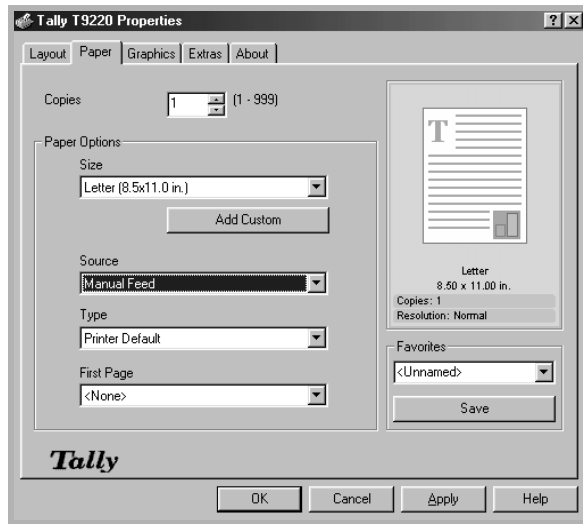 Tally T9220 Properties
Layout Paper Graphics Extras About
Copies 1 (1 - 999)
Paper Options
Size
Letter (8.5x11.0 in.)
Add Custom
Source
Manual Feed
Type
Printer Default
First Page
<None>
T
Letter
8.50 x 11.00 in.
Copies: 1
Resolution: Normal
Favorites
<Unnamed>
Save
Tally
OK Cancel Apply Help